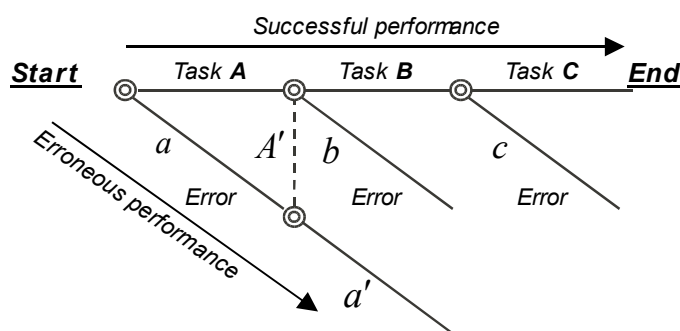 Successful performance
Start
Task A
Task B
Task C
End
a
A′
b
c
Erroneous performance
Error
Error
Error
a′